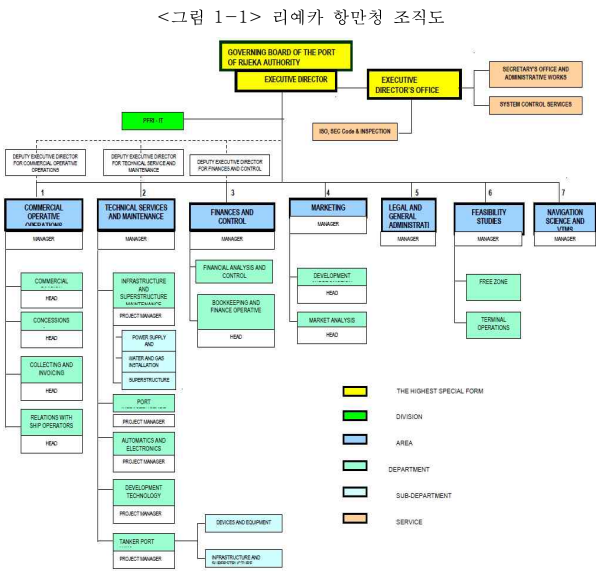 <그림 1-1> 리예카 항만청 조직도
GOVERNING BOARD OF THE PORT
OF RIJEKA AUTHORITY
EXECUTIVE DIRECTOR
EXECUTIVE
DIRECTOR'S OFFICE
SECRETARY'S OFFICE AND
ADMINISTRATIVE WORKS
SYSTEM CONTROL SERVICES
PFRI - IT
ISO, SEC Code & INSPECTION
DEPUTY EXECUTIVE DIRECTOR
FOR COMMERCIAL OPERATIVE
OPERATIONS
DEPUTY EXECUTIVE DIRECTOR
FOR TECHNICAL SERVICE AND
MAINTENANCE
DEPUTY EXECUTIVE DIRECTOR
FOR FINANCES AND CONTROL
1
2
3
4
5
6
7
COMMERCIAL
OPERATIVE
OPERATIONS
MANAGER
TECHNICAL SERVICES
AND MAINTENANCE
MANAGER
FINANCES AND
CONTROL
MANAGER
MARKETING
MANAGER
LEGAL AND
GENERAL
ADMINISTRATI
MANAGER
FEASIBILITY
STUDIES
MANAGER
NAVIGATION
SCIENCE AND
VTMIS
MANAGER
COMMERCIAL
HEAD
CONCESSIONS
HEAD
COLLECTING AND
INVOICING
HEAD
RELATIONS WITH
SHIP OPERATORS
HEAD
INFRASTRUCTURE
AND
SUPERSTRUCTURE
MAINTENANCE
PROJECT MANAGER
POWER SUPPLY
AND
WATER AND GAS
INSTALLATION
SUPERSTRUCTURE
PORT
PROJECT MANAGER
AUTOMATICS AND
ELECTRONICS
PROJECT MANAGER
DEVELOPMENT
TECHNOLOGY
PROJECT MANAGER
TANKER PORT
PROJECT MANAGER
DEVICES AND EQUIPMENT
INFRASTRUCTURE AND
FINANCIAL ANALYSIS AND
CONTROL
BOOKKEEPING AND
FINANCE OPERATIVE
DEVELOPMENT
HEAD
MARKET ANALYSIS
HEAD
FREE ZONE
TERMINAL
OPERATIONS
THE HIGHEST SPECIAL FORM
DIVISION
AREA
DEPARTMENT
SUB-DEPARTMENT
SERVICE